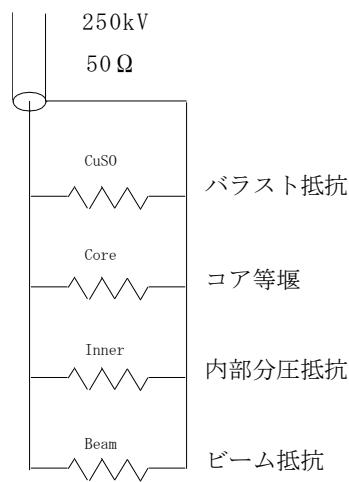 250kV
50Ω
CuSO
バラスト抵抗
Core
コア等堰
Inner
内部分圧抵抗
Beam
ビーム抵抗